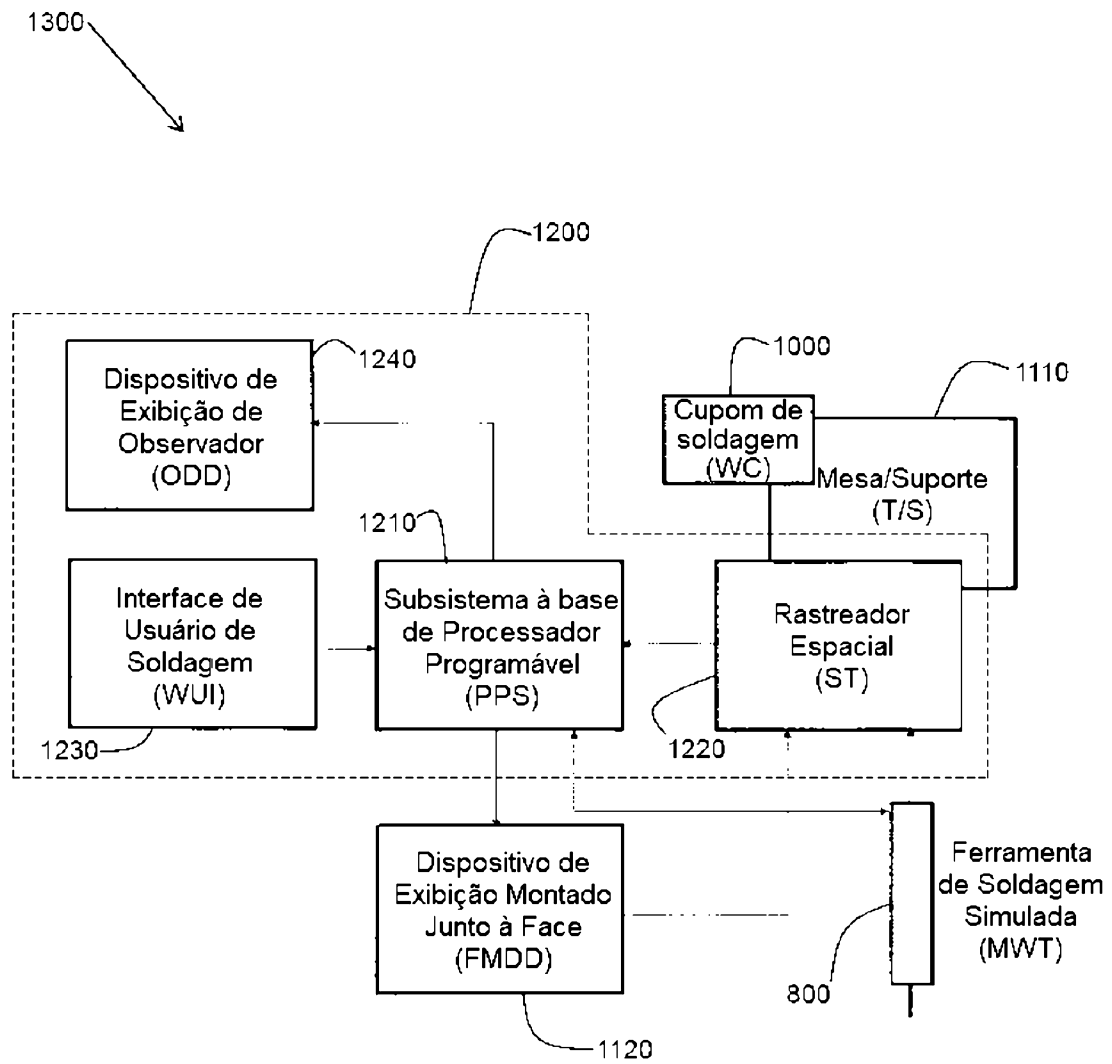 1300
1200
1240
Dispositivo de
Exibição de
Observador
(ODD)
1000
1110
Cupom de
soldagem
(WC)
Mesa/Suporte
(T/S)
1210
Interface de
Usuário de
Soldagem
(WUI)
Subsistema à base
de Processador
Programável
(PPS)
Rastreador
Espacial
(ST)
1230
1220
Dispositivo de
Exibição Montado
Junto à Face
(FMDD)
Ferramenta
de Soldagem
Simulada
(MWT)
800
1120